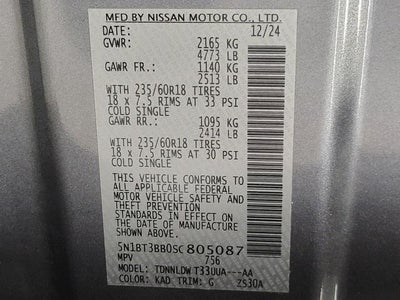 MFD BY NISSAN MOTOR CO., LTD.
DATE: 12/24
GVWR: 2165 KG
4773 LB
GAWR FR.: 1140 KG
2513 LB
WITH 235/60R18 TIRES
18 x 7.5 RIMS AT 33 PSI
COLD SINGLE
GAWR RR.: 1095 KG
2414 LB
WITH 235/60R18 TIRES
18 x 7.5 RIMS AT 30 PSI
COLD SINGLE
THIS VEHICLE CONFORMS TO
ALL APPLICABLE FEDERAL
MOTOR VEHICLE SAFETY AND
THEFT PREVENTION
STANDARDS IN EFFECT ON
THE DATE OF MANUFACTURE
SHOWN ABOVE.
5N1BT3BB0SC805087
MPV 756
MODEL: TDNNLDW T33UUA---AA
COLOR: KAD TRIM: G ZS30A